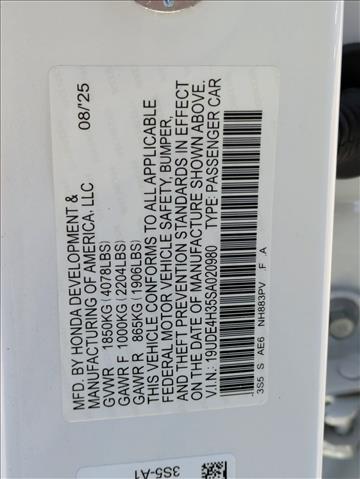 MFD. BY HONDA DEVELOPMENT & 08/'25
MANUFACTURING OF AMERICA, LLC
GVWR 1850KG(4078LBS)
GAWR F 1000KG(2204LBS)
GAWR R 865KG(1906LBS)
THIS VEHICLE CONFORMS TO ALL APPLICABLE
FEDERAL MOTOR VEHICLE SAFETY, BUMPER,
AND THEFT PREVENTION STANDARDS IN EFFECT
ON THE DATE OF MANUFACTURE SHOWN ABOVE.
V.I.N.: 19UDE4H35SA020980 TYPE: PASSENGER CAR
3S5 S AE6 NH883PV F A
3S5-A1